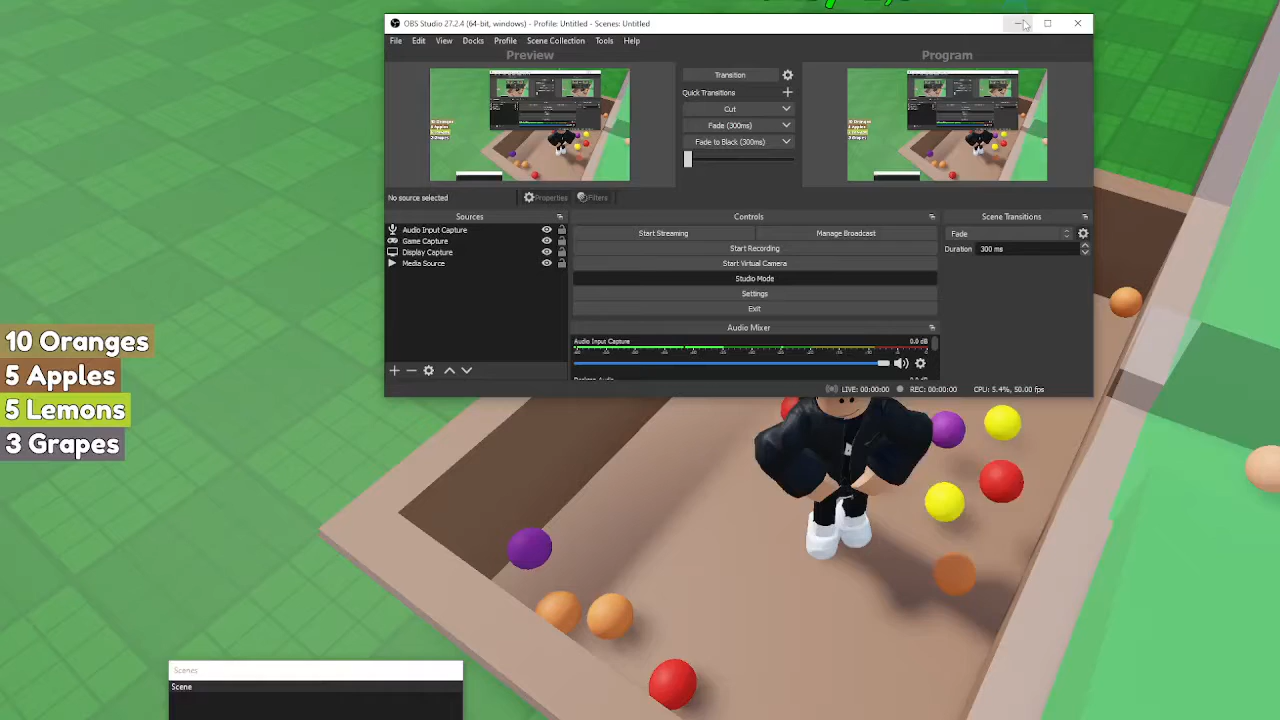 OBS Studio 27.2.4 (64-bit, windows) - Profile: Untitled - Scenes: Untitled
File Edit View Docks Profile Scene Collection Tools Help
Preview
Transition
Quick Transitions
Cut
Fade (300ms)
Fade to Black (300ms)
Program
No source selected
Properties
Filters
Sources
Audio Input Capture
Game Capture
Display Capture
Media Source
Controls
Start Streaming
Manage Broadcast
Start Recording
Start Virtual Camera
Studio Mode
Settings
Exit
Audio Mixer
Audio Input Capture
0.0 dB
Scene Transitions
Fade
Duration 300 ms
LIVE: 00:00:00
REC: 00:00:00
CPU: 5.4%, 50.00 fps
10 Oranges
5 Apples
5 Lemons
3 Grapes
Scenes
Scene